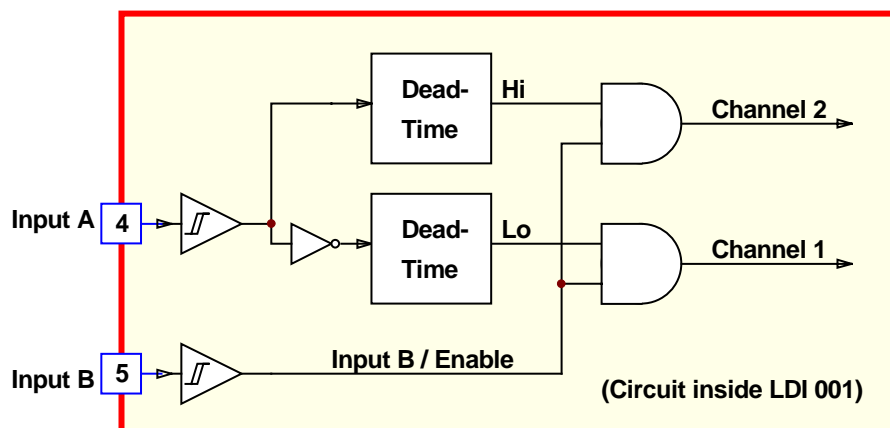 Dead-
Time
Hi
Channel 2
Input A
4
Dead-
Time
Lo
Channel 1
Input B
5
Input B / Enable
(Circuit inside LDI 001)